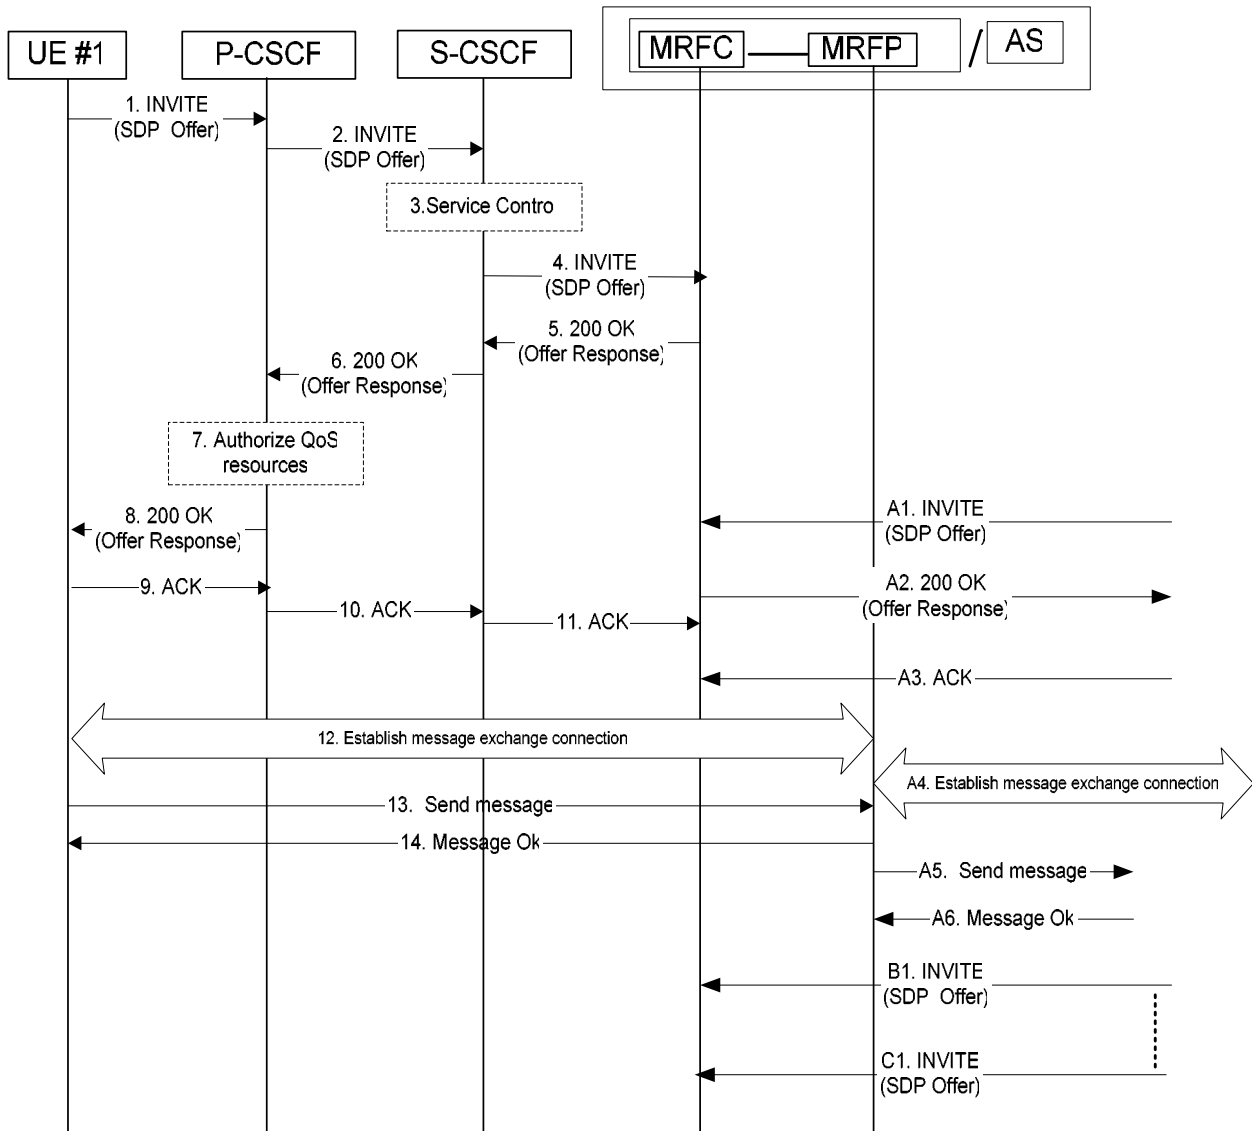 UE #1
P-CSCF
S-CSCF
MRFC
MRFP
/
AS
1. INVITE
(SDP Offer)
2. INVITE
(SDP Offer)
3.Service Contro
4. INVITE
(SDP Offer)
5. 200 OK
(Offer Response)
6. 200 OK
(Offer Response)
7. Authorize QoS
resources
8. 200 OK
(Offer Response)
A1. INVITE
(SDP Offer)
9. ACK
10. ACK
11. ACK
A2. 200 OK
(Offer Response)
A3. ACK
12. Establish message exchange connection
A4. Establish message exchange connection
13. Send message
14. Message Ok
A5. Send message
A6. Message Ok
B1. INVITE
(SDP Offer)
C1. INVITE
(SDP Offer)